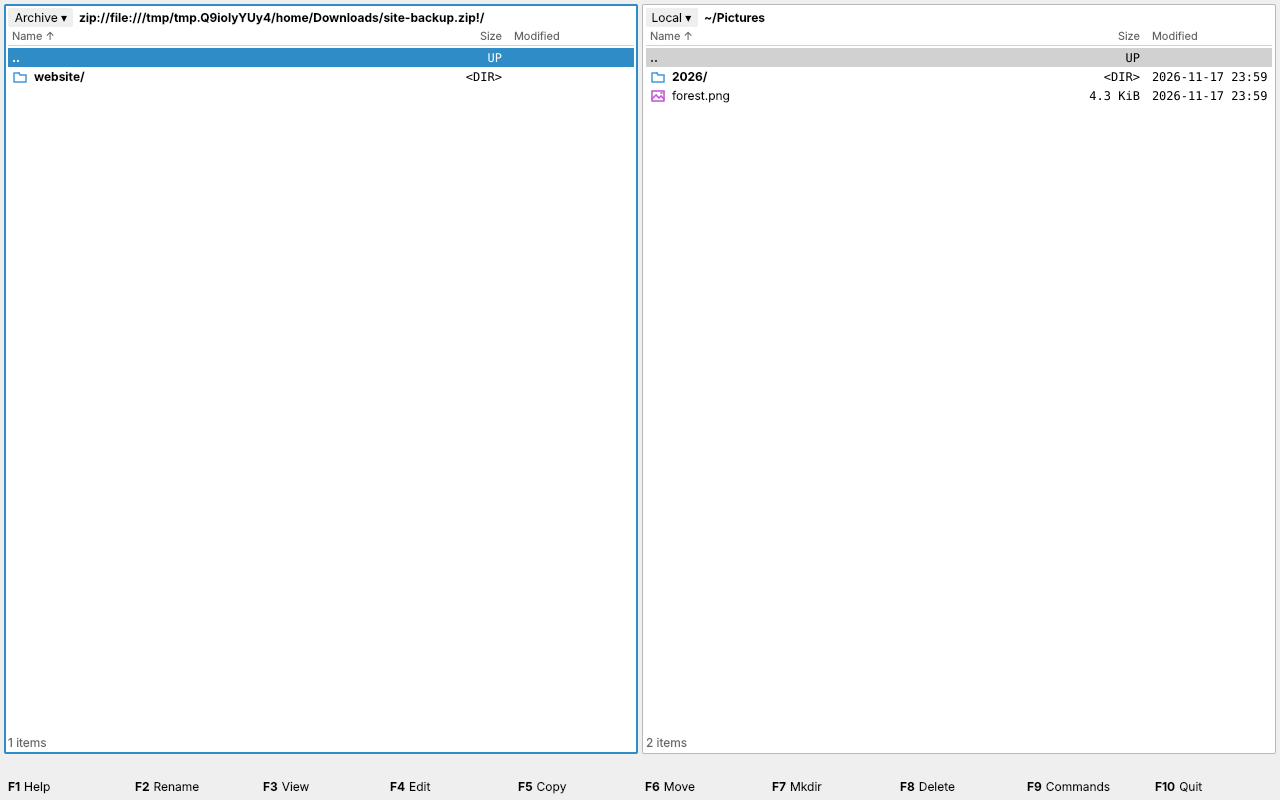 Archive ▾ zip://file:///tmp/tmp.Q9iolyYUy4/home/Downloads/site-backup.zip!/
Name ↑ Size Modified
.. UP
website/ <DIR>
1 items
Local ▾ ~/Pictures
Name ↑ Size Modified
.. UP
2026/ <DIR> 2026-11-17 23:59
forest.png 4.3 KiB 2026-11-17 23:59
2 items
F1 Help F2 Rename F3 View F4 Edit F5 Copy F6 Move F7 Mkdir F8 Delete F9 Commands F10 Quit